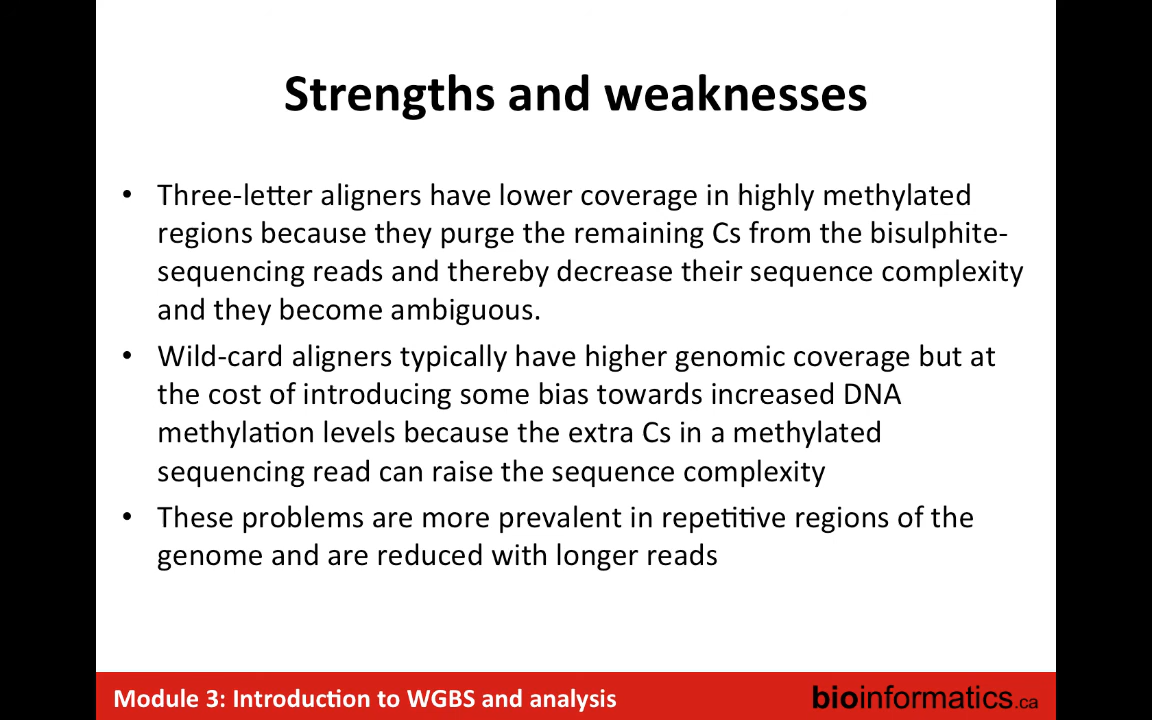 Strengths and weaknesses
• Three-letter aligners have lower coverage in highly methylated
regions because they purge the remaining Cs from the bisulphite-
sequencing reads and thereby decrease their sequence complexity
and they become ambiguous.
• Wild-card aligners typically have higher genomic coverage but at
the cost of introducing some bias towards increased DNA
methylation levels because the extra Cs in a methylated
sequencing read can raise the sequence complexity
• These problems are more prevalent in repetitive regions of the
genome and are reduced with longer reads
Module 3: Introduction to WGBS and analysis
bioinformatics.ca